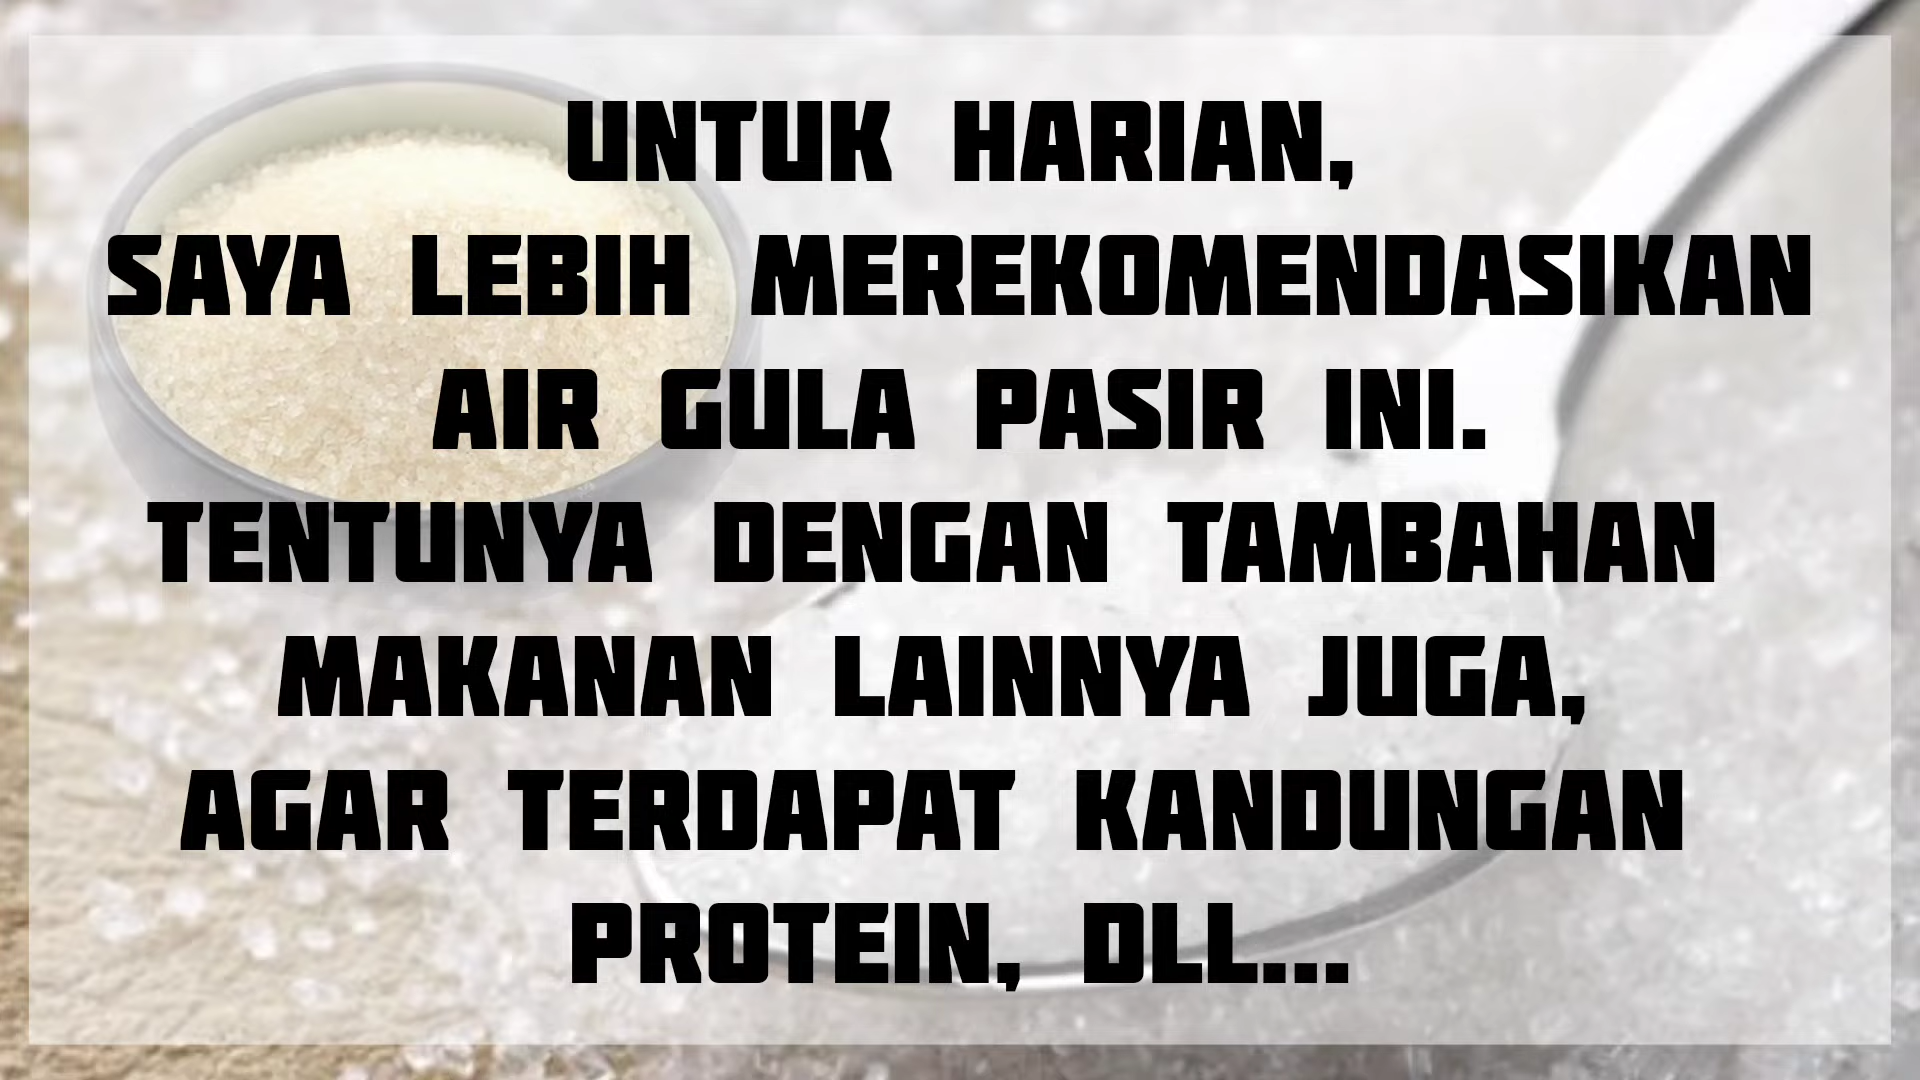 UNTUK HARIAN,
SAYA LEBIH MEREKOMENDASIKAN
AIR GULA PASIR INI.
TENTUNYA DENGAN TAMBAHAN
MAKANAN LAINNYA JUGA,
AGAR TERDAPAT KANDUNGAN
PROTEIN, DLL...